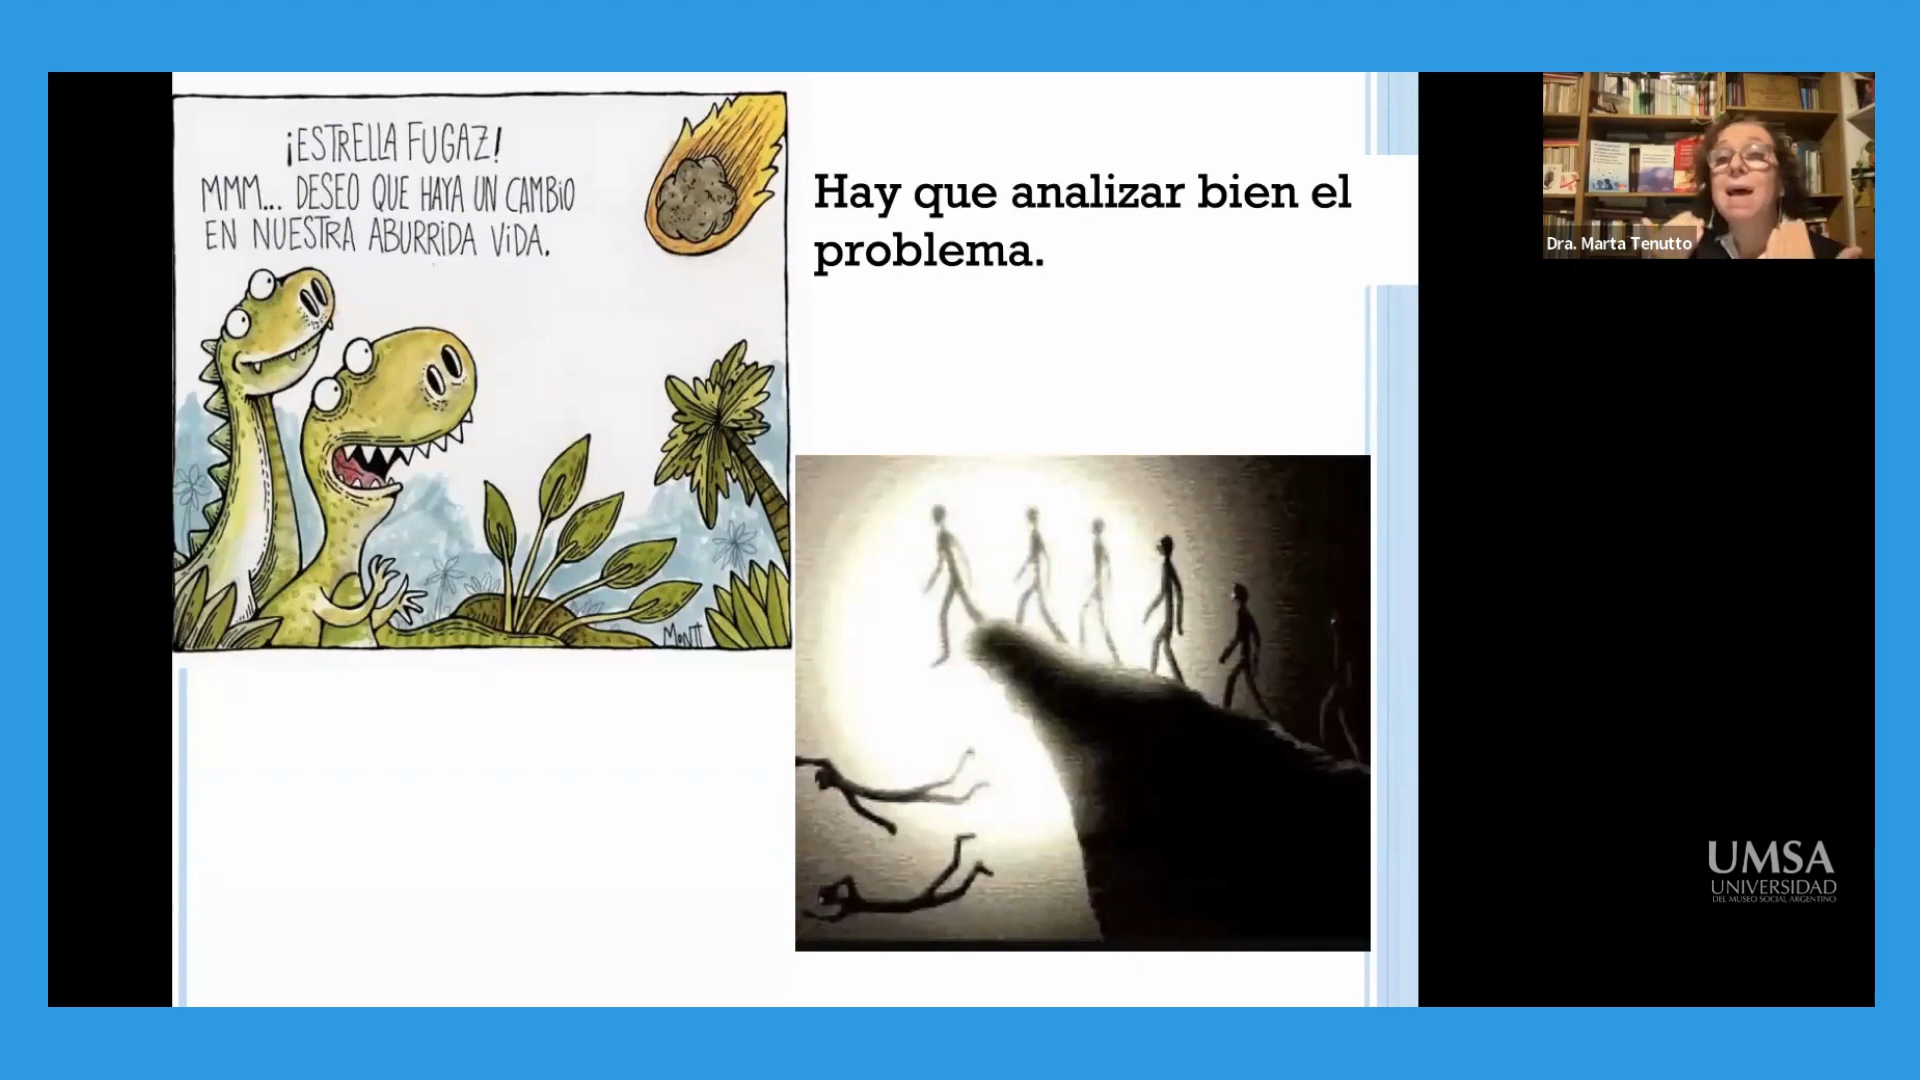 ¡ESTRELLA FUGAZ!
MMM... DESEO QUE HAYA UN CAMBIO
EN NUESTRA ABURRIDA VIDA.
MONTT
Hay que analizar bien el
problema.
Dra. Marta Tenutto
UMSA
UNIVERSIDAD
DEL MUSEO SOCIAL ARGENTINO